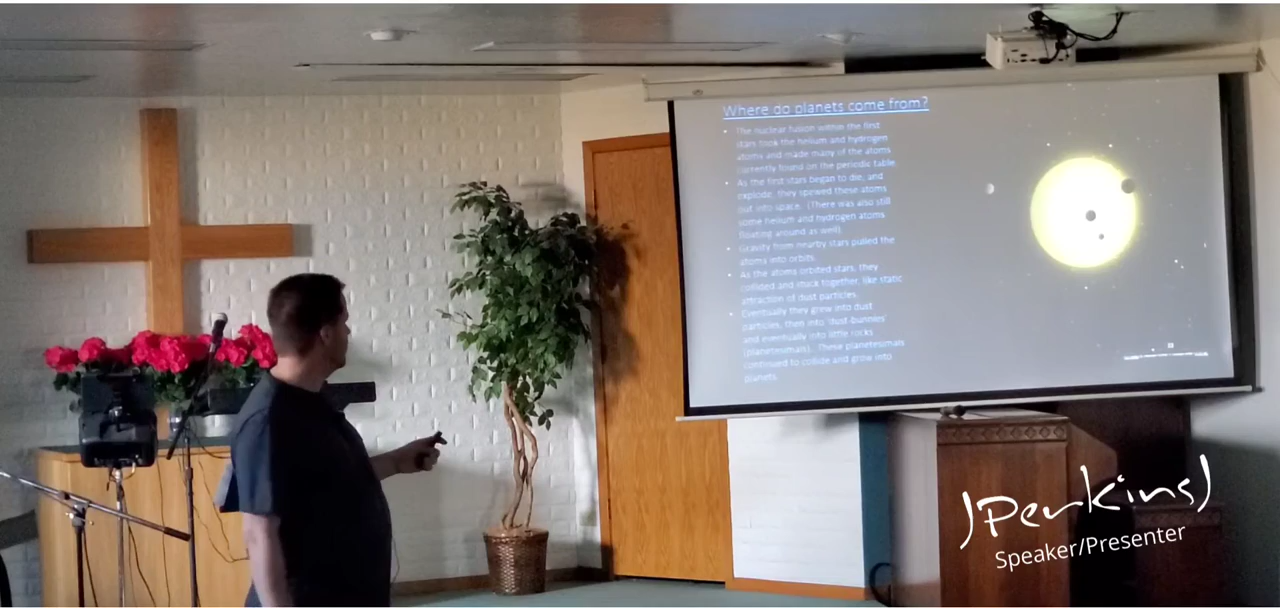 Where do planets come from?
The nuclear fusion within the first
stars took the helium and hydrogen
atoms and made many of the atoms
currently found on the periodic table.
As the first stars began to die, and
explode, they spewed these atoms
out into space. (There was also still
some helium and hydrogen atoms
floating around as well).
Gravity from nearby stars pulled the
atoms into orbits.
As the atoms orbited stars, they
collided and stuck together, like static
attraction of dust particles.
Eventually they grew into dust
particles, then into 'dust-bunnies'
and eventually into little rocks
(planetesimals). These planetesimals
continued to collide and grow into
planets.
JPerkins
Speaker/Presenter